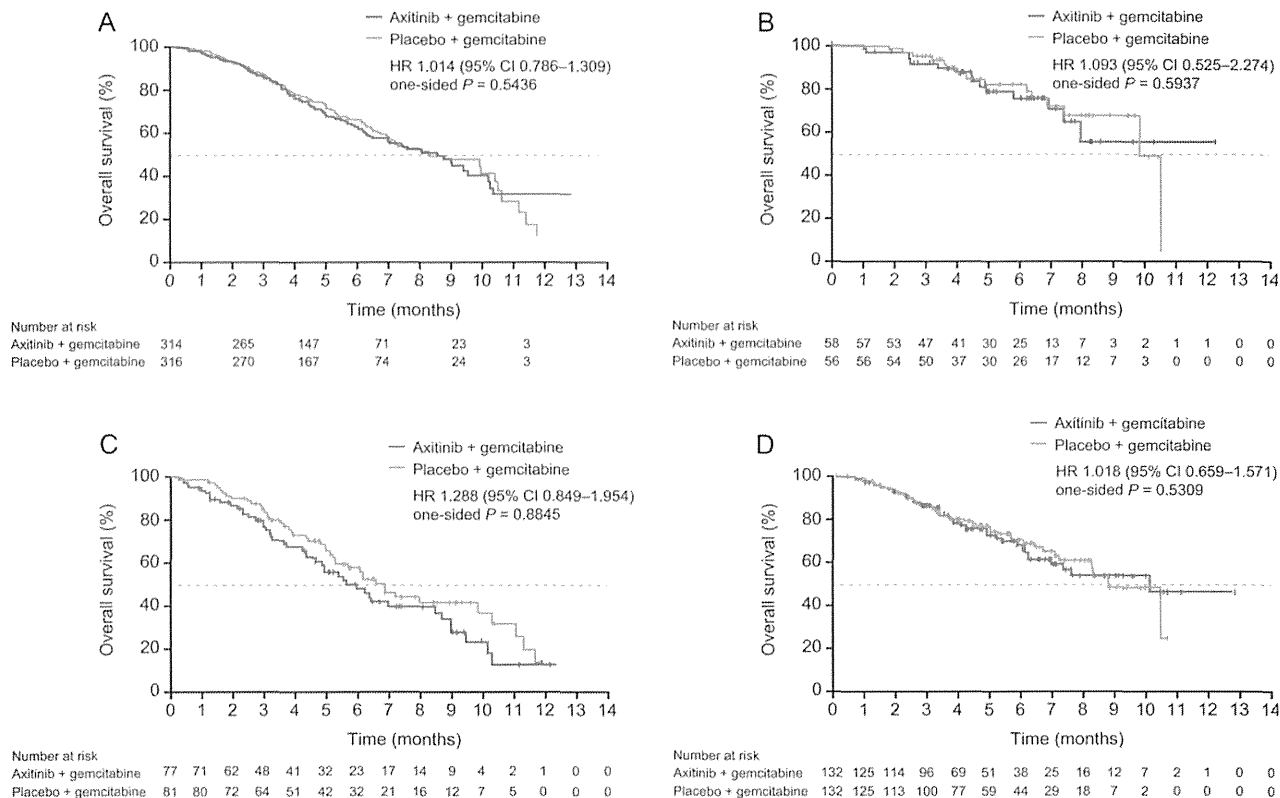 A
Axitinib + gemcitabine
Placebo + gemcitabine
HR 1.014 (95% CI 0.786–1.309)
one-sided P = 0.5436
Overall survival (%)
100
80
60
40
20
0
0 1 2 3 4 5 6 7 8 9 10 11 12 13 14
Time (months)
Number at risk
Axitinib + gemcitabine 314 265 147 71 23 3
Placebo + gemcitabine 316 270 167 74 24 3
B
Axitinib + gemcitabine
Placebo + gemcitabine
HR 1.093 (95% CI 0.525–2.274)
one-sided P = 0.5937
Overall survival (%)
100
80
60
40
20
0
0 1 2 3 4 5 6 7 8 9 10 11 12 13 14
Time (months)
Number at risk
Axitinib + gemcitabine 58 57 53 47 41 30 25 13 7 3 2 1 1 0 0
Placebo + gemcitabine 56 56 54 50 37 30 26 17 12 7 3 0 0 0 0
C
Axitinib + gemcitabine
Placebo + gemcitabine
HR 1.288 (95% CI 0.849–1.954)
one-sided P = 0.8845
Overall survival (%)
100
80
60
40
20
0
0 1 2 3 4 5 6 7 8 9 10 11 12 13 14
Time (months)
Number at risk
Axitinib + gemcitabine 77 71 62 48 41 32 23 17 14 9 4 2 1 0 0
Placebo + gemcitabine 81 80 72 64 51 42 32 21 16 12 7 5 0 0 0
D
Axitinib + gemcitabine
Placebo + gemcitabine
HR 1.018 (95% CI 0.659–1.571)
one-sided P = 0.5309
Overall survival (%)
100
80
60
40
20
0
0 1 2 3 4 5 6 7 8 9 10 11 12 13 14
Time (months)
Number at risk
Axitinib + gemcitabine 132 125 114 96 69 51 38 25 16 12 7 2 1 0 0
Placebo + gemcitabine 132 125 113 100 77 59 44 29 18 7 2 0 0 0 0